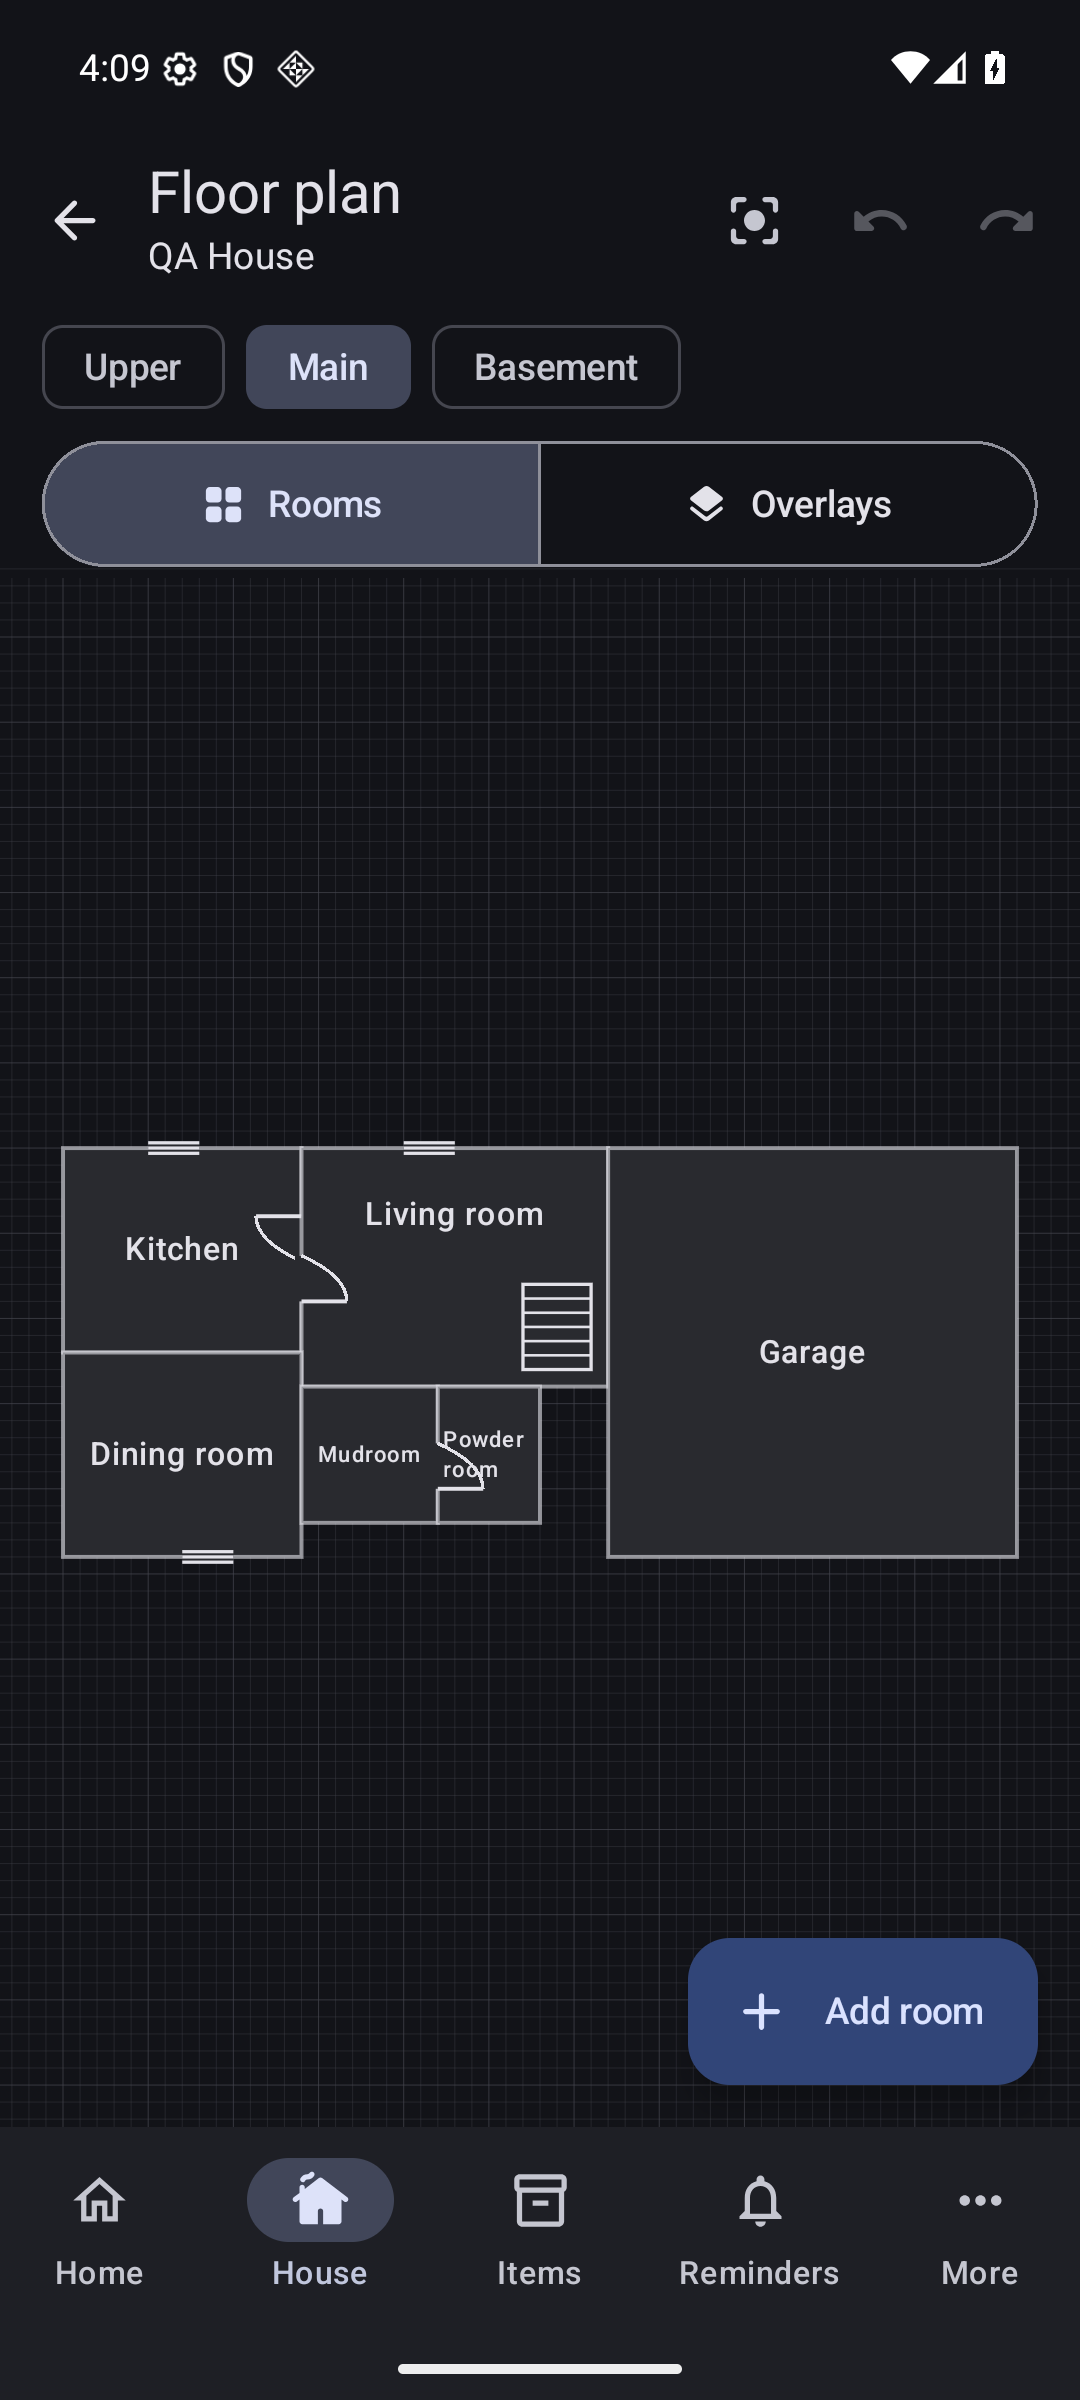 4:09
Floor plan
QA House
Upper
Main
Basement
Rooms
Overlays
Living room
Kitchen
Garage
Dining room
Mudroom
Powder
room
Add room
Home
House
Items
Reminders
More